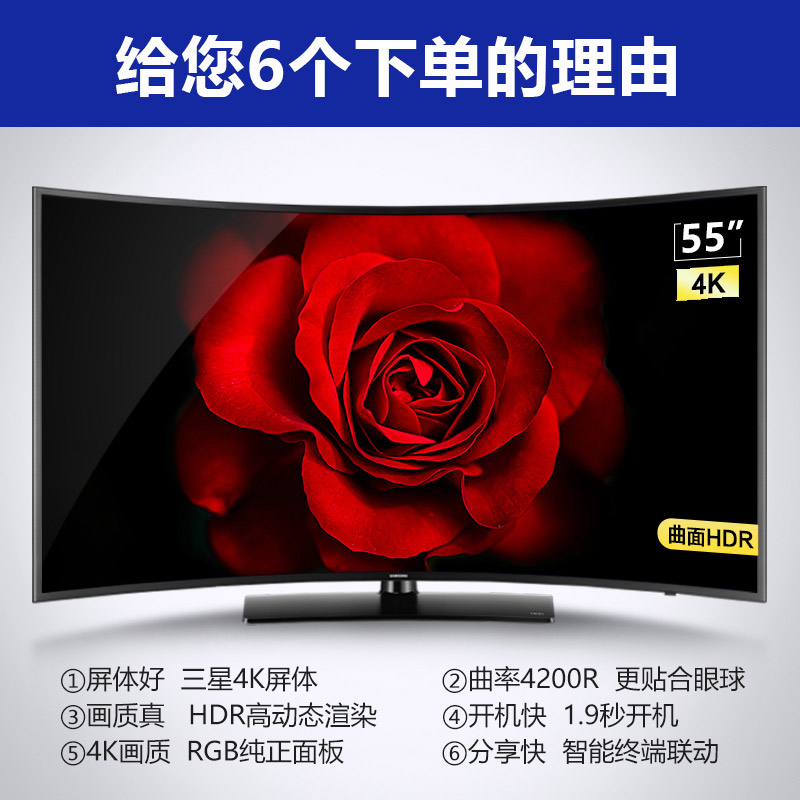 给您6个下单的理由
55”
4K
曲面HDR
SAMSUNG
①屏体好 三星4K屏体
②曲率4200R 更贴合眼球
③画质真 HDR高动态渲染
④开机快 1.9秒开机
⑤4K画质 RGB纯正面板
⑥分享快 智能终端联动